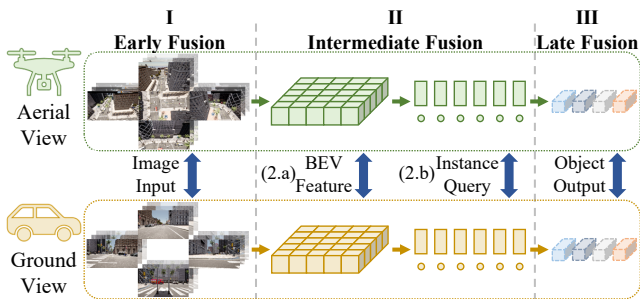 I
Early Fusion
II
Intermediate Fusion
III
Late Fusion
Aerial
View
Image
Input
(2.a) BEV
Feature
(2.b) Instance
Query
Object
Output
Ground
View